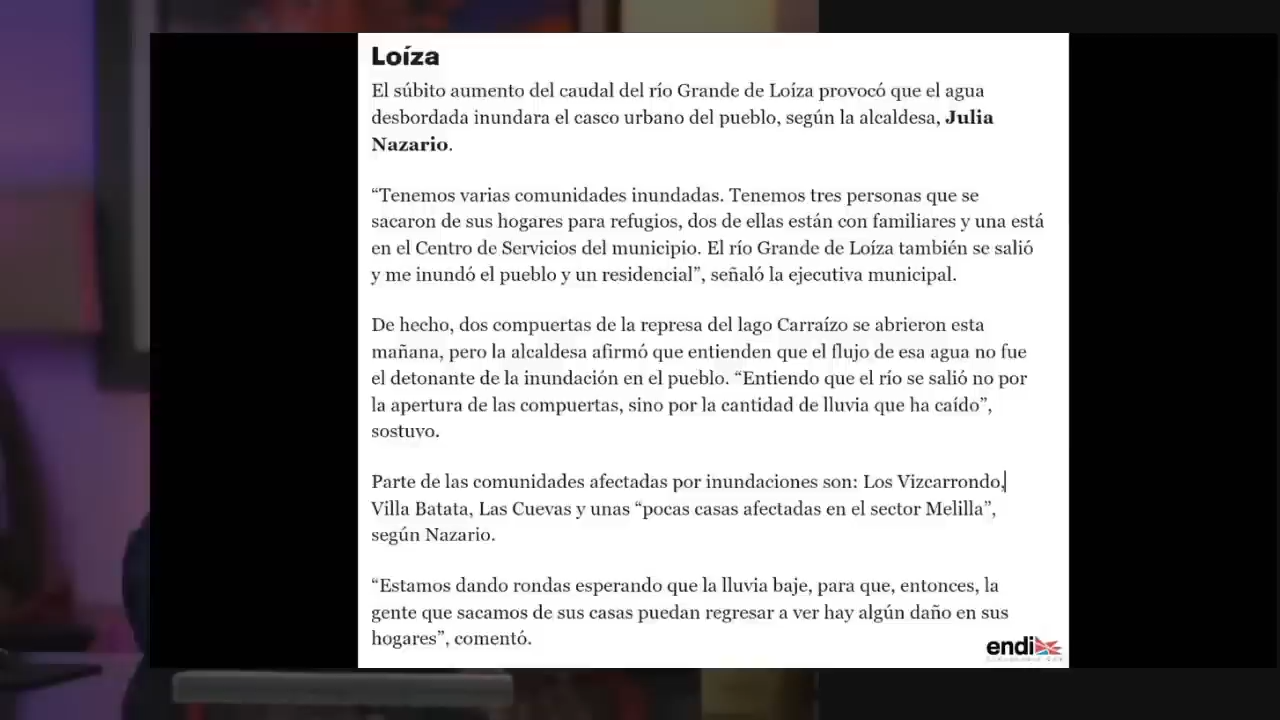 Loíza
El súbito aumento del caudal del río Grande de Loíza provocó que el agua
desbordada inundara el casco urbano del pueblo, según la alcaldesa, Julia
Nazario.
“Tenemos varias comunidades inundadas. Tenemos tres personas que se
sacaron de sus hogares para refugios, dos de ellas están con familiares y una está
en el Centro de Servicios del municipio. El río Grande de Loíza también se salió
y me inundó el pueblo y un residencial”, señaló la ejecutiva municipal.
De hecho, dos compuertas de la represa del lago Carraízo se abrieron esta
mañana, pero la alcaldesa afirmó que entienden que el flujo de esa agua no fue
el detonante de la inundación en el pueblo. “Entiendo que el río se salió no por
la apertura de las compuertas, sino por la cantidad de lluvia que ha caído”,
sostuvo.
Parte de las comunidades afectadas por inundaciones son: Los Vizcarrondo,
Villa Batata, Las Cuevas y unas “pocas casas afectadas en el sector Melilla”,
según Nazario.
“Estamos dando rondas esperando que la lluvia baje, para que, entonces, la
gente que sacamos de sus casas puedan regresar a ver hay algún daño en sus
hogares”, comentó.
endi